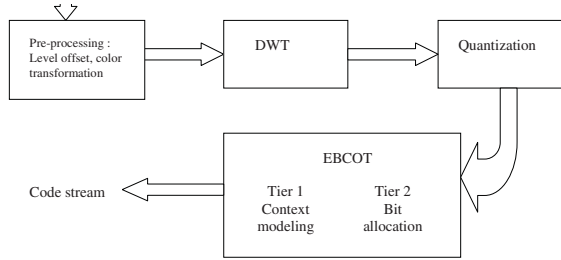 Pre-processing :
Level offset, color
transformation
DWT
Quantization
EBCOT
Tier 1
Context
modeling
Tier 2
Bit
allocation
Code stream